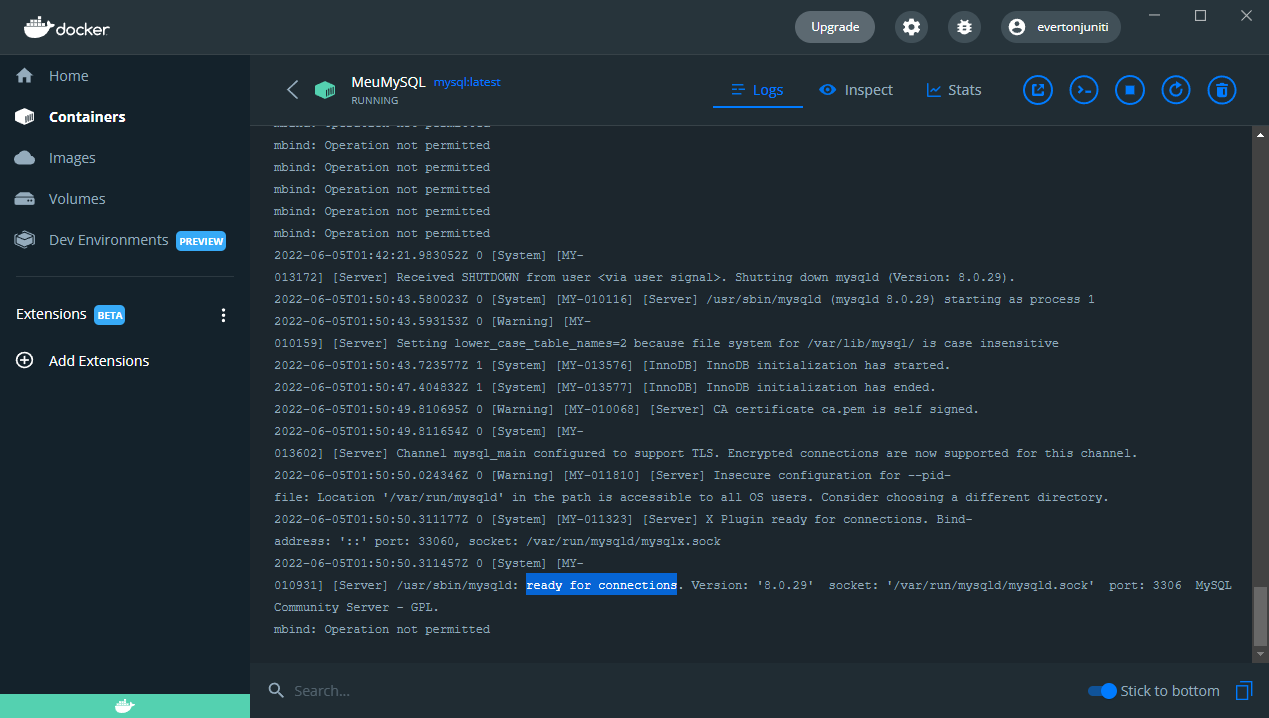 docker
Upgrade
evertonjuniti
Home
Containers
Images
Volumes
Dev Environments PREVIEW
Extensions BETA
Add Extensions
MeuMySQL mysql:latest
RUNNING
Logs
Inspect
Stats
mbind: Operation not permitted
mbind: Operation not permitted
mbind: Operation not permitted
mbind: Operation not permitted
mbind: Operation not permitted
mbind: Operation not permitted
2022-06-05T01:42:21.983052Z 0 [System] [MY-
013172] [Server] Received SHUTDOWN from user <via user signal>. Shutting down mysqld (Version: 8.0.29).
2022-06-05T01:50:43.580023Z 0 [System] [MY-010116] [Server] /usr/sbin/mysqld (mysqld 8.0.29) starting as process 1
2022-06-05T01:50:43.593153Z 0 [Warning] [MY-
010159] [Server] Setting lower_case_table_names=2 because file system for /var/lib/mysql/ is case insensitive
2022-06-05T01:50:43.723577Z 1 [System] [MY-013576] [InnoDB] InnoDB initialization has started.
2022-06-05T01:50:47.404832Z 1 [System] [MY-013577] [InnoDB] InnoDB initialization has ended.
2022-06-05T01:50:49.810695Z 0 [Warning] [MY-010068] [Server] CA certificate ca.pem is self signed.
2022-06-05T01:50:49.811654Z 0 [System] [MY-
013602] [Server] Channel mysql_main configured to support TLS. Encrypted connections are now supported for this channel.
2022-06-05T01:50:50.024346Z 0 [Warning] [MY-011810] [Server] Insecure configuration for --pid-
file: Location '/var/run/mysqld' in the path is accessible to all OS users. Consider choosing a different directory.
2022-06-05T01:50:50.311177Z 0 [System] [MY-011323] [Server] X Plugin ready for connections. Bind-
address: '::' port: 33060, socket: /var/run/mysqld/mysqlx.sock
2022-06-05T01:50:50.311457Z 0 [System] [MY-
010931] [Server] /usr/sbin/mysqld: ready for connections. Version: '8.0.29'  socket: '/var/run/mysqld/mysqld.sock'  port: 3306  MySQL
Community Server - GPL.
mbind: Operation not permitted
Search...
Stick to bottom